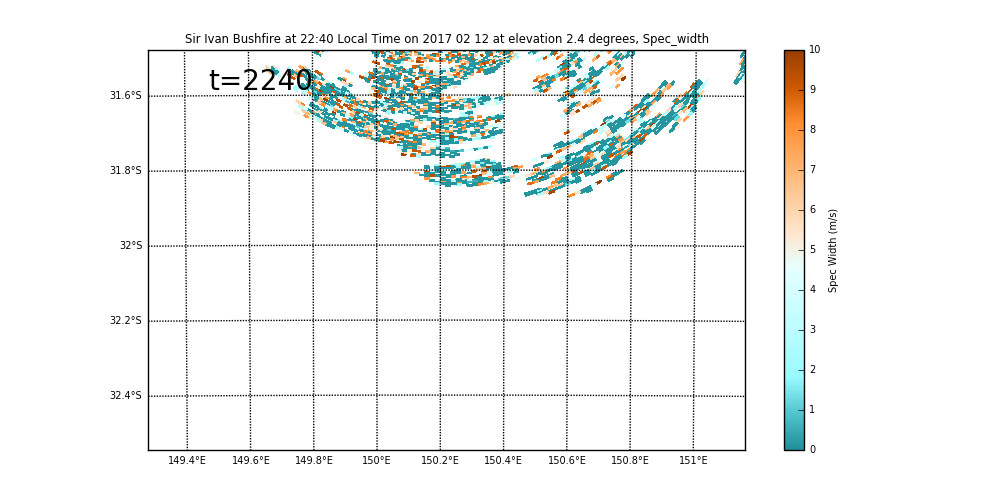 Sir Ivan Bushfire at 22:40 Local Time on 2017 02 12 at elevation 2.4 degrees, Spec_width
t=2240
31.6°S
31.8°S
32°S
32.2°S
32.4°S
149.4°E 149.6°E 149.8°E 150°E 150.2°E 150.4°E 150.6°E 150.8°E 151°E
10
9
8
7
6
5
4
3
2
1
0
Spec Width (m/s)